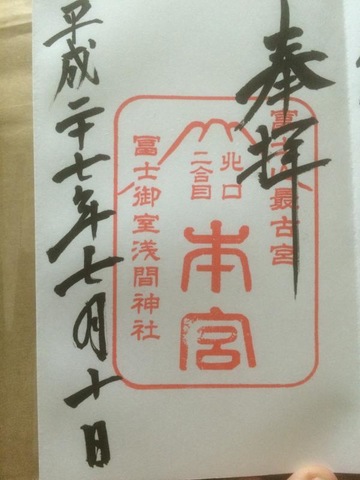 奉拝
富士山最古宮
北口
二合目
本宮
冨士御室浅間神社
平成二十七年七月十日